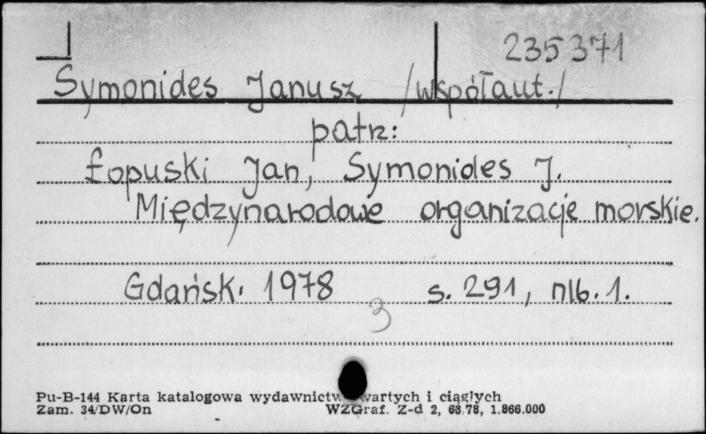 235371
Symonides Janusz /współaut./
patrz:
Łopuski Jan, Symonides J.
Międzynarodowe organizacje morskie.
Gdańsk. 1978 s. 291, nlb. 1.
3
Pu-B-144 Karta katalogowa wydawnictw zwartych i ciągłych
Zam. 34/DW/On WZGraf. Z-d 2, 63.78, 1.866.000